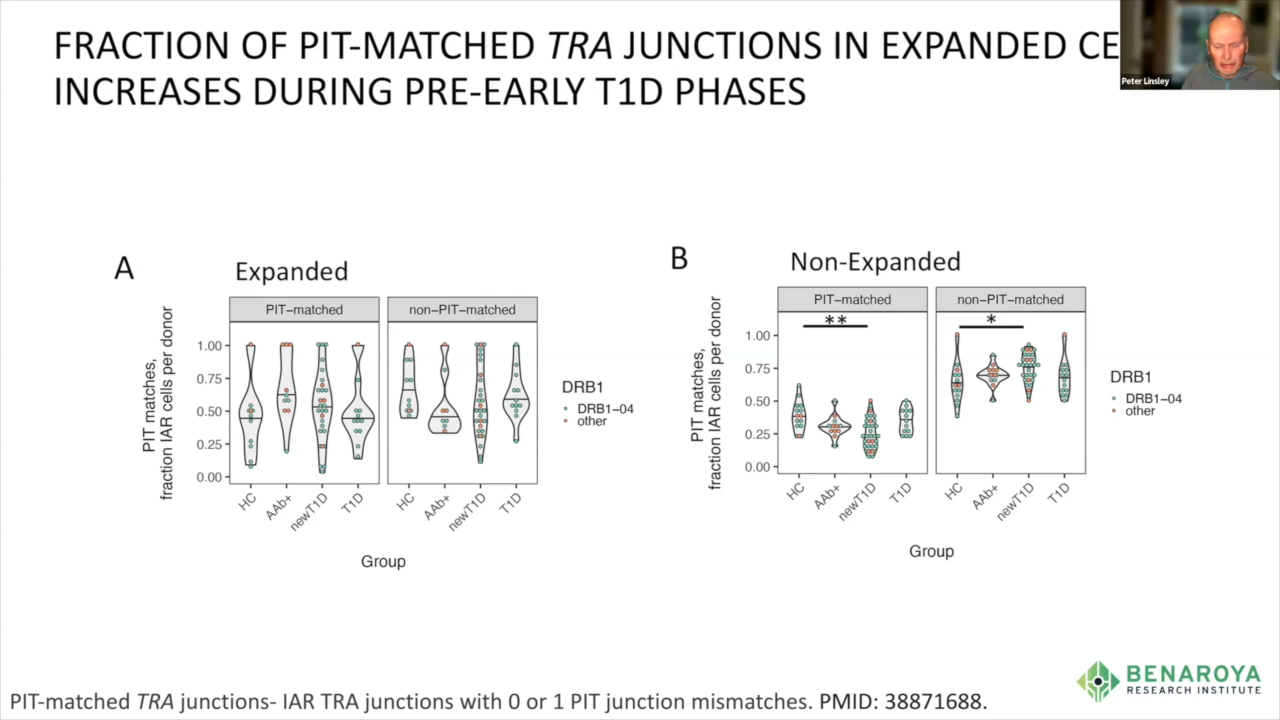 FRACTION OF PIT-MATCHED TRA JUNCTIONS IN EXPANDED CE
INCREASES DURING PRE-EARLY T1D PHASES
Peter Linsley
A
Expanded
PIT−matched
non−PIT−matched
PIT matches,
fraction IAR cells per donor
1.00
0.75
0.50
0.25
0.00
HC
AAb+
newT1D
T1D
HC
AAb+
newT1D
T1D
Group
DRB1
DRB1−04
other
B
Non-Expanded
PIT−matched
non−PIT−matched
**
*
PIT matches,
fraction IAR cells per donor
1.00
0.75
0.50
0.25
0.00
HC
AAb+
newT1D
T1D
HC
AAb+
newT1D
T1D
Group
DRB1
DRB1−04
other
BENAROYA
RESEARCH INSTITUTE
PIT-matched TRA junctions- IAR TRA junctions with 0 or 1 PIT junction mismatches. PMID: 38871688.